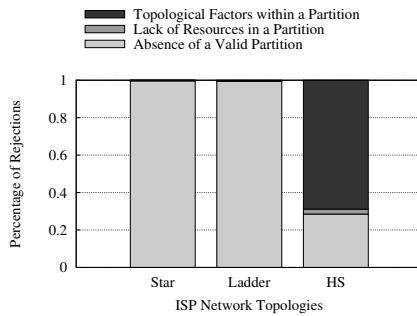 Topological Factors within a Partition
Lack of Resources in a Partition
Absence of a Valid Partition
Percentage of Rejections
1
0.8
0.6
0.4
0.2
0
Star Ladder HS
ISP Network Topologies